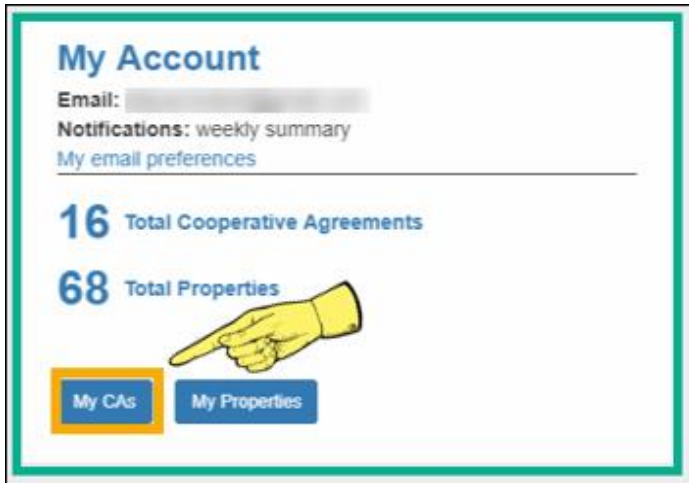 My Account
Email:
Notifications: weekly summary
My email preferences
16 Total Cooperative Agreements
68 Total Properties
My CAs My Properties